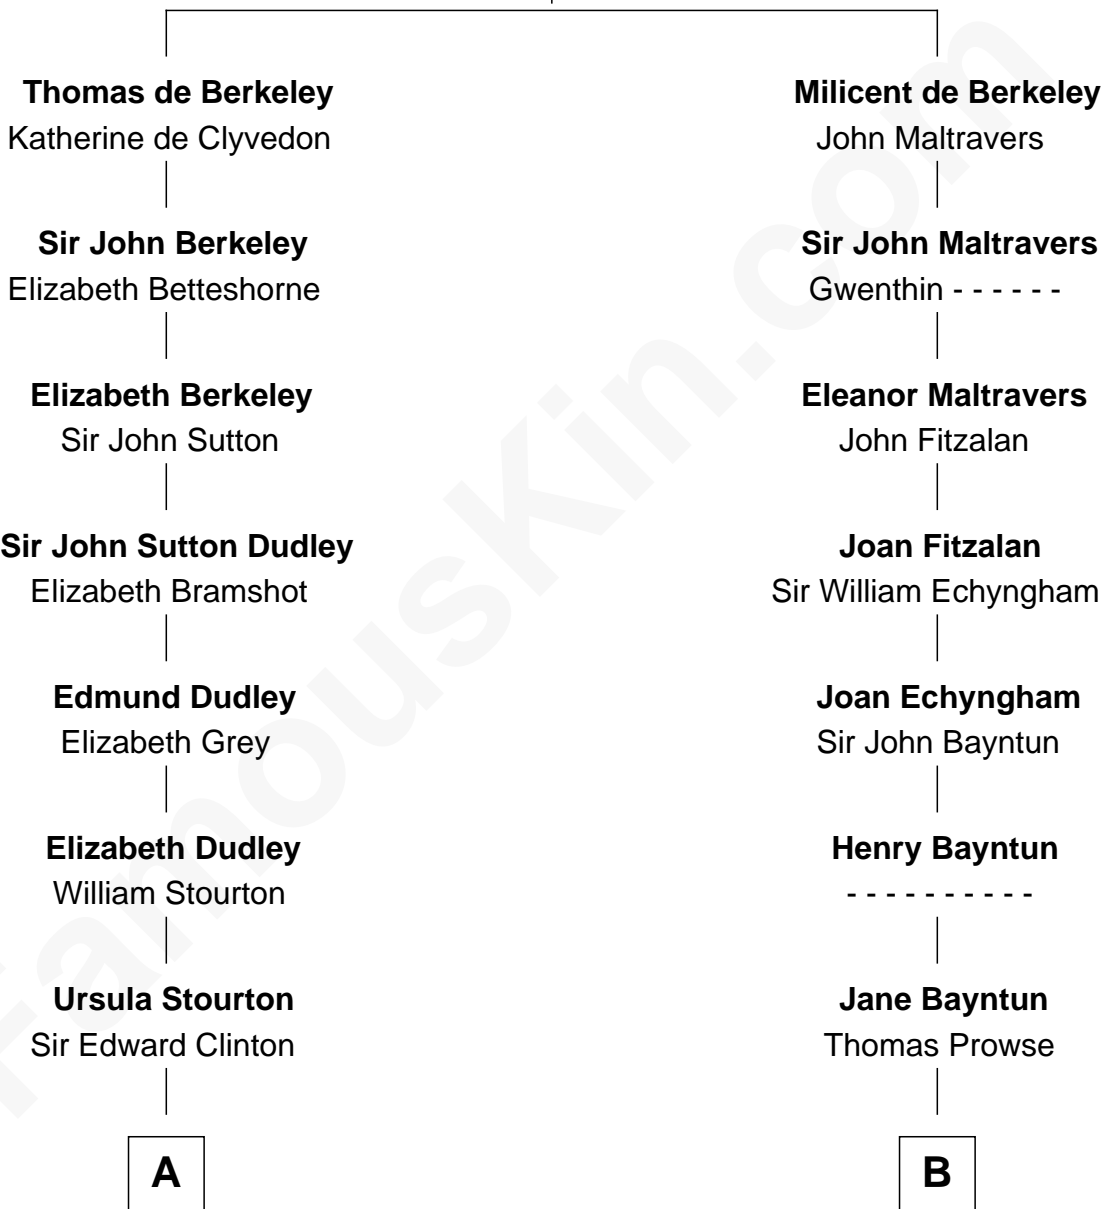 Thomas de Berkeley
Katherine de Clyvedon
Sir John Berkeley
Elizabeth Betteshorne
Elizabeth Berkeley
Sir John Sutton
Sir John Sutton Dudley
Elizabeth Bramshot
Edmund Dudley
Elizabeth Grey
Elizabeth Dudley
William Stourton
Ursula Stourton
Sir Edward Clinton
A
Milicent de Berkeley
John Maltravers
Sir John Maltravers
Gwenthin - - - - - -
Eleanor Maltravers
John Fitzalan
Joan Fitzalan
Sir William Echyngham
Joan Echyngham
Sir John Bayntun
Henry Bayntun
- - - - - - - - - -
Jane Bayntun
Thomas Prowse
B
FamousKin.com